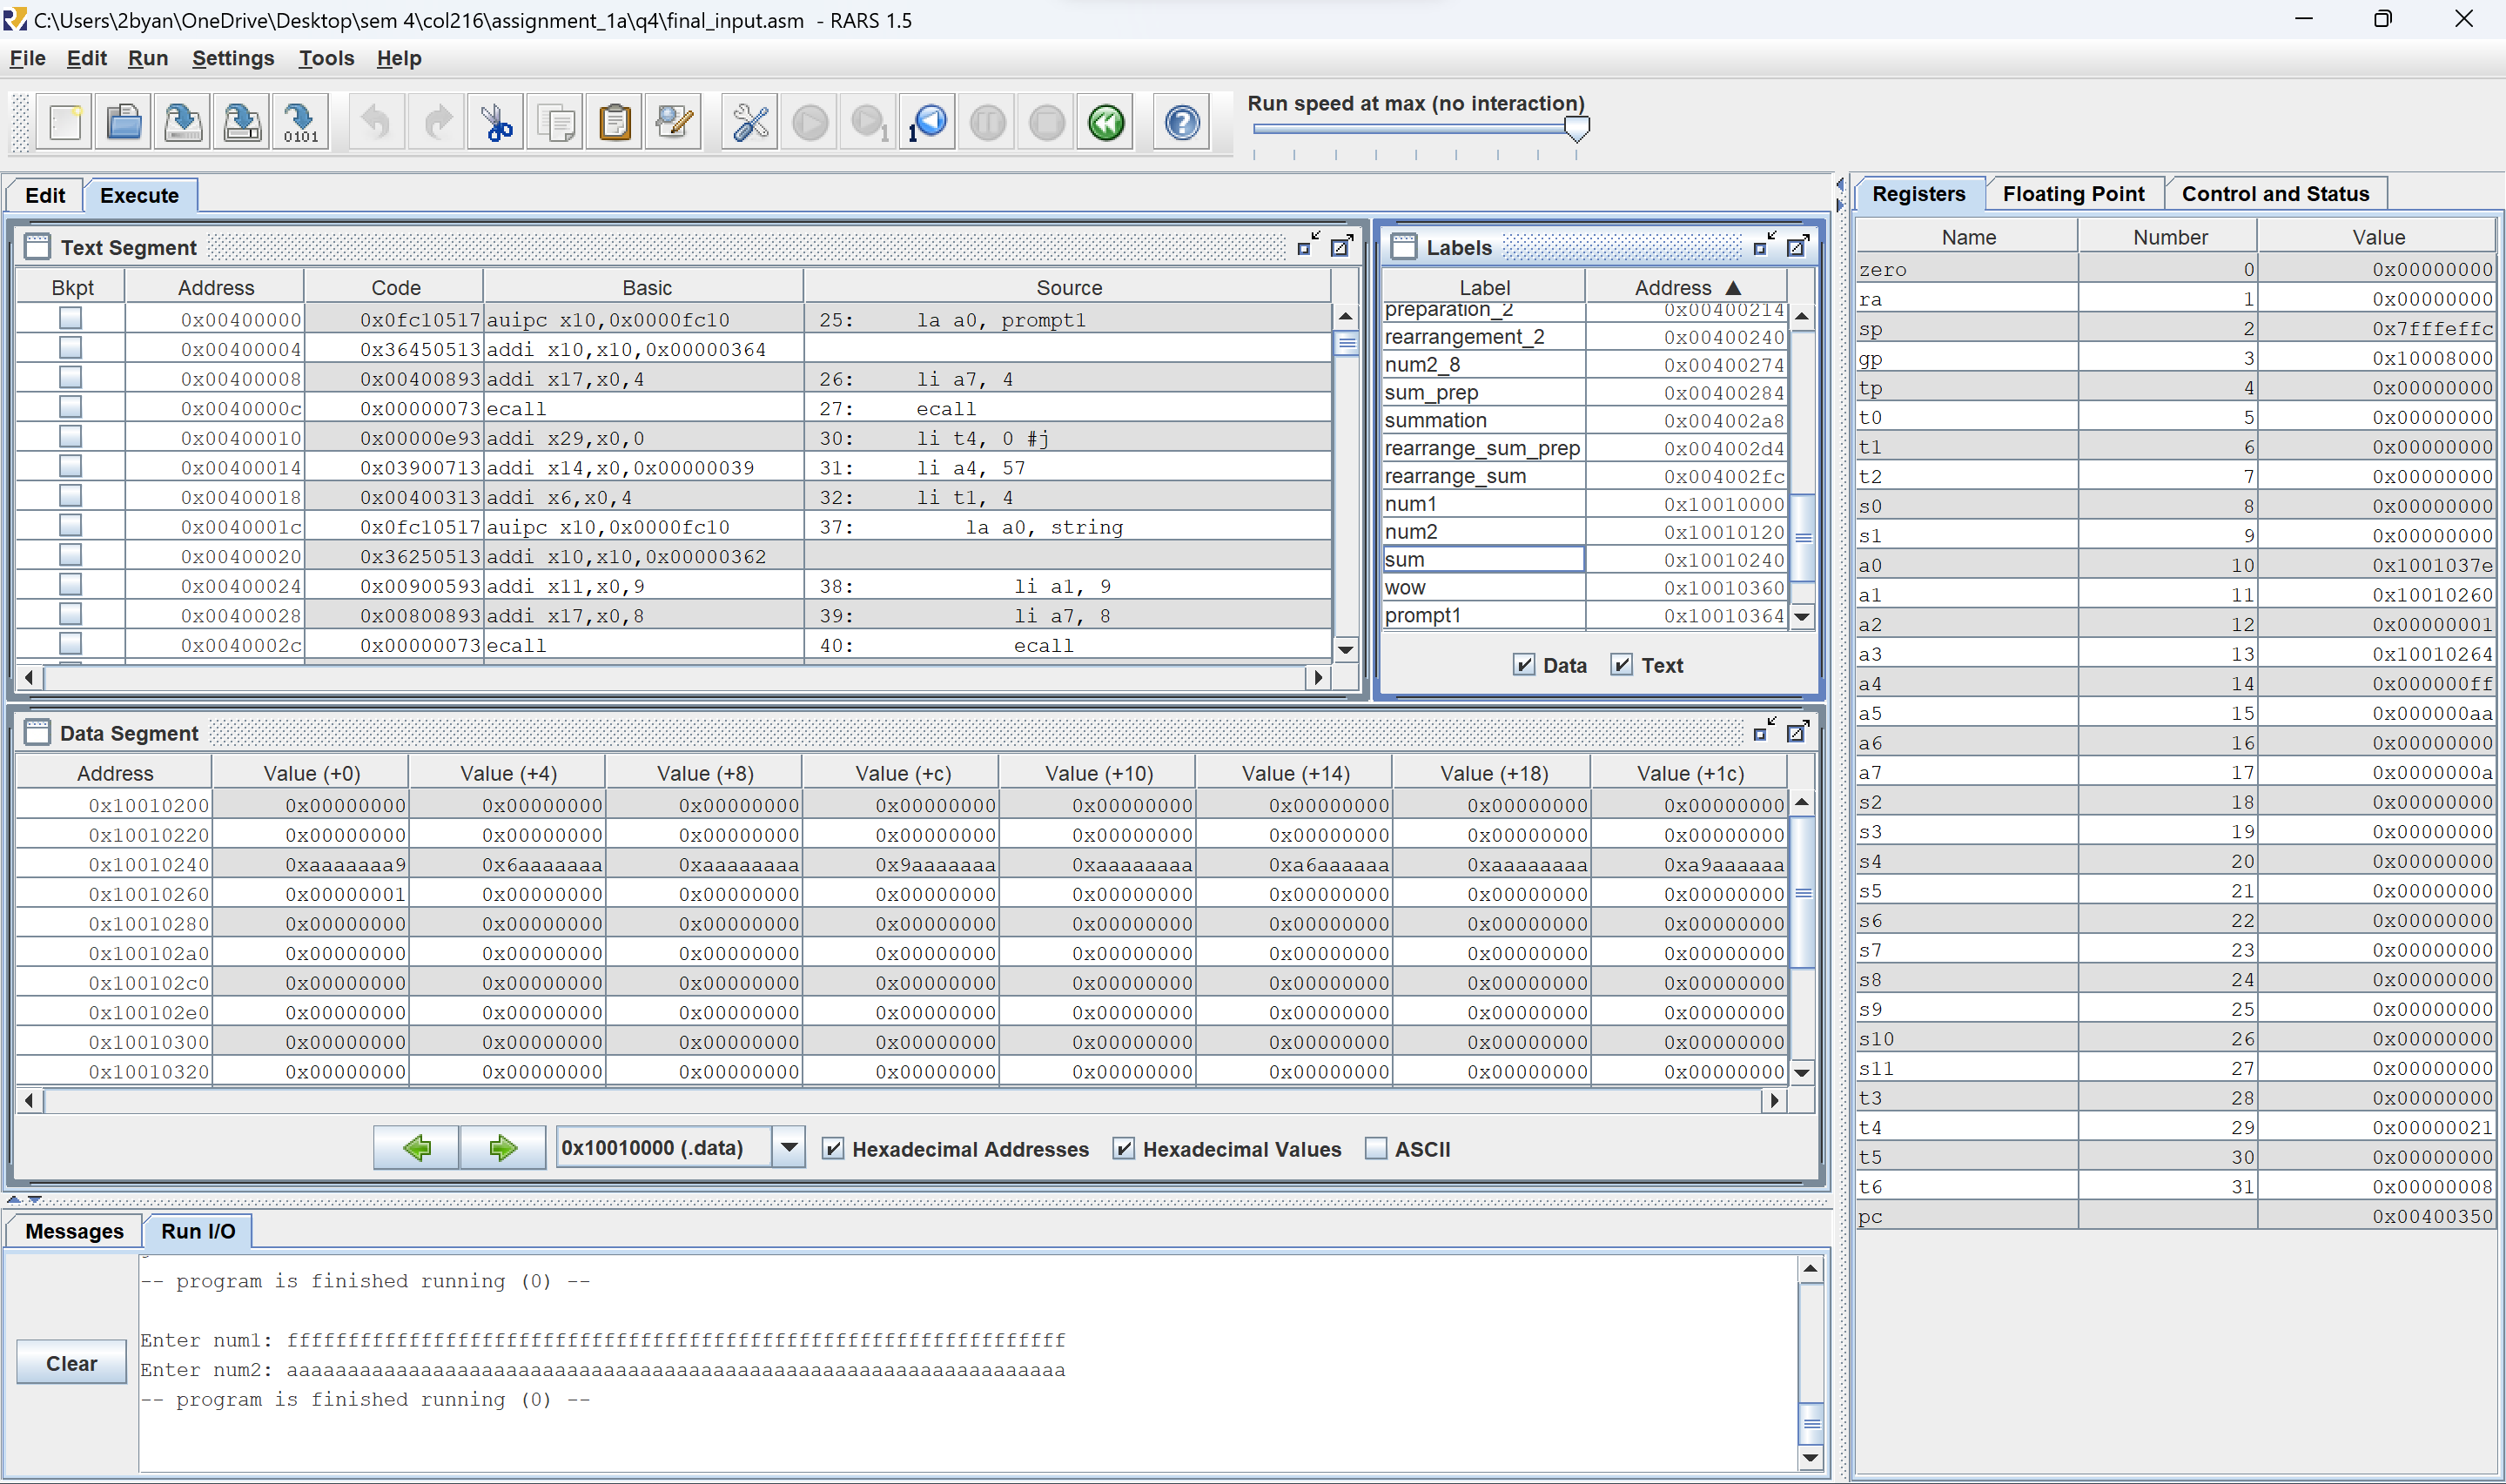 C:\Users\2byan\OneDrive\Desktop\sem 4\col216\assignment_1a\q4\final_input.asm - RARS 1.5
File Edit Run Settings Tools Help
Run speed at max (no interaction)
0101 1 1 ?
Edit Execute
Registers Floating Point Control and Status
Text Segment
Bkpt Address Code Basic Source
0x00400000 0x0fc10517 auipc x10,0x0000fc10 25: la a0, prompt1
0x00400004 0x36450513 addi x10,x10,0x00000364
0x00400008 0x00400893 addi x17,x0,4 26: li a7, 4
0x0040000c 0x00000073 ecall 27: ecall
0x00400010 0x00000e93 addi x29,x0,0 30: li t4, 0 #j
0x00400014 0x03900713 addi x14,x0,0x00000039 31: li a4, 57
0x00400018 0x00400313 addi x6,x0,4 32: li t1, 4
0x0040001c 0x0fc10517 auipc x10,0x0000fc10 37: la a0, string
0x00400020 0x36250513 addi x10,x10,0x00000362
0x00400024 0x00900593 addi x11,x0,9 38: li a1, 9
0x00400028 0x00800893 addi x17,x0,8 39: li a7, 8
0x0040002c 0x00000073 ecall 40: ecall
Labels
Label Address ▲
preparation_2 0x00400214
rearrangement_2 0x00400240
num2_8 0x00400274
sum_prep 0x00400284
summation 0x004002a8
rearrange_sum_prep 0x004002d4
rearrange_sum 0x004002fc
num1 0x10010000
num2 0x10010120
sum 0x10010240
wow 0x10010360
prompt1 0x10010364
Data Text
Data Segment
Address Value (+0) Value (+4) Value (+8) Value (+c) Value (+10) Value (+14) Value (+18) Value (+1c)
0x10010200 0x00000000 0x00000000 0x00000000 0x00000000 0x00000000 0x00000000 0x00000000 0x00000000
0x10010220 0x00000000 0x00000000 0x00000000 0x00000000 0x00000000 0x00000000 0x00000000 0x00000000
0x10010240 0xaaaaaaa9 0x6aaaaaaa 0xaaaaaaaa 0x9aaaaaaa 0xaaaaaaaa 0xa6aaaaaa 0xaaaaaaaa 0xa9aaaaaa
0x10010260 0x00000001 0x00000000 0x00000000 0x00000000 0x00000000 0x00000000 0x00000000 0x00000000
0x10010280 0x00000000 0x00000000 0x00000000 0x00000000 0x00000000 0x00000000 0x00000000 0x00000000
0x100102a0 0x00000000 0x00000000 0x00000000 0x00000000 0x00000000 0x00000000 0x00000000 0x00000000
0x100102c0 0x00000000 0x00000000 0x00000000 0x00000000 0x00000000 0x00000000 0x00000000 0x00000000
0x100102e0 0x00000000 0x00000000 0x00000000 0x00000000 0x00000000 0x00000000 0x00000000 0x00000000
0x10010300 0x00000000 0x00000000 0x00000000 0x00000000 0x00000000 0x00000000 0x00000000 0x00000000
0x10010320 0x00000000 0x00000000 0x00000000 0x00000000 0x00000000 0x00000000 0x00000000 0x00000000
0x10010000 (.data) Hexadecimal Addresses Hexadecimal Values ASCII
Messages Run I/O
-- program is finished running (0) --
Enter num1: ffffffffffffffffffffffffffffffffffffffffffffffffffffffffffffffff
Enter num2: aaaaaaaaaaaaaaaaaaaaaaaaaaaaaaaaaaaaaaaaaaaaaaaaaaaaaaaaaaaaaaaa
-- program is finished running (0) --
Clear
Name Number Value
zero 0 0x00000000
ra 1 0x00000000
sp 2 0x7fffeffc
gp 3 0x10008000
tp 4 0x00000000
t0 5 0x00000000
t1 6 0x00000000
t2 7 0x00000000
s0 8 0x00000000
s1 9 0x00000000
a0 10 0x1001037e
a1 11 0x10010260
a2 12 0x00000001
a3 13 0x10010264
a4 14 0x000000ff
a5 15 0x000000aa
a6 16 0x00000000
a7 17 0x0000000a
s2 18 0x00000000
s3 19 0x00000000
s4 20 0x00000000
s5 21 0x00000000
s6 22 0x00000000
s7 23 0x00000000
s8 24 0x00000000
s9 25 0x00000000
s10 26 0x00000000
s11 27 0x00000000
t3 28 0x00000000
t4 29 0x00000021
t5 30 0x00000000
t6 31 0x00000008
pc 0x00400350